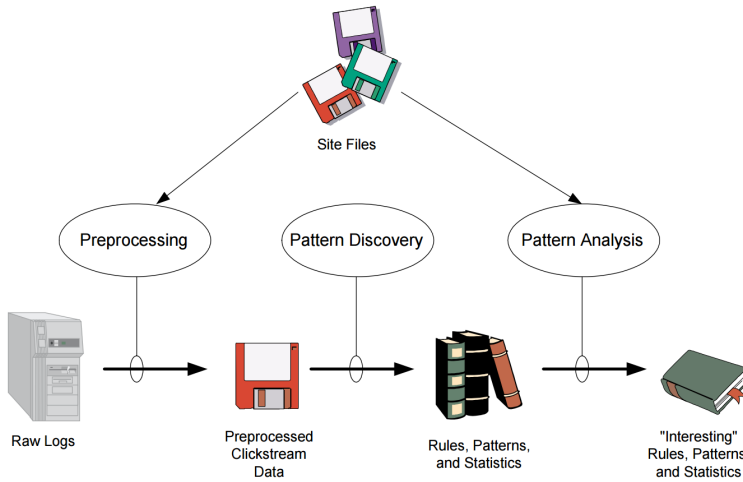 Site Files
Preprocessing
Pattern Discovery
Pattern Analysis
Raw Logs
Preprocessed
Clickstream
Data
Rules, Patterns,
and Statistics
"Interesting"
Rules, Patterns
and Statistics